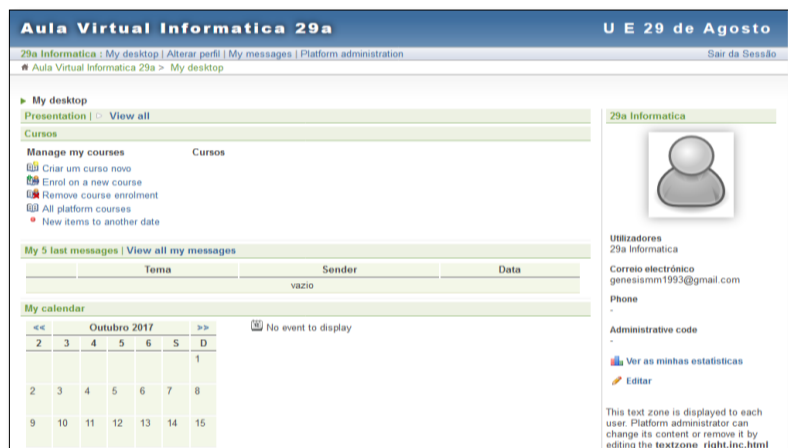 Aula Virtual Informatica 29a
U E 29 de Agosto
29a Informatica : My desktop | Alterar perfil | My messages | Platform administration
Sair da Sessão
Aula Virtual Informatica 29a > My desktop
My desktop
Presentation | View all
Cursos
Manage my courses
Cursos
Criar um curso novo
Enrol on a new course
Remove course enrolment
All platform courses
New items to another date
My 5 last messages | View all my messages
Tema Sender Data
vazio
My calendar
<< Outubro 2017 >>
2 3 4 5 6 S D
1
2 3 4 5 6 7 8
9 10 11 12 13 14 15
No event to display
29a Informatica
Utilizadores
29a Informatica
Correio electrónico
genesismm1993@gmail.com
Phone
-
Administrative code
-
Ver as minhas estatisticas
Editar
This text zone is displayed to each
user. Platform administrator can
change its content or remove it by
editing the textzone_right.inc.html